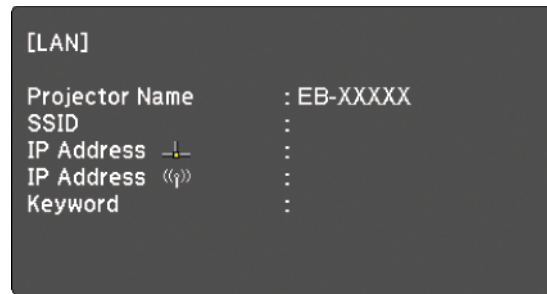 [LAN]
Projector Name : EB-XXXXX
SSID :
IP Address :
IP Address :
Keyword :